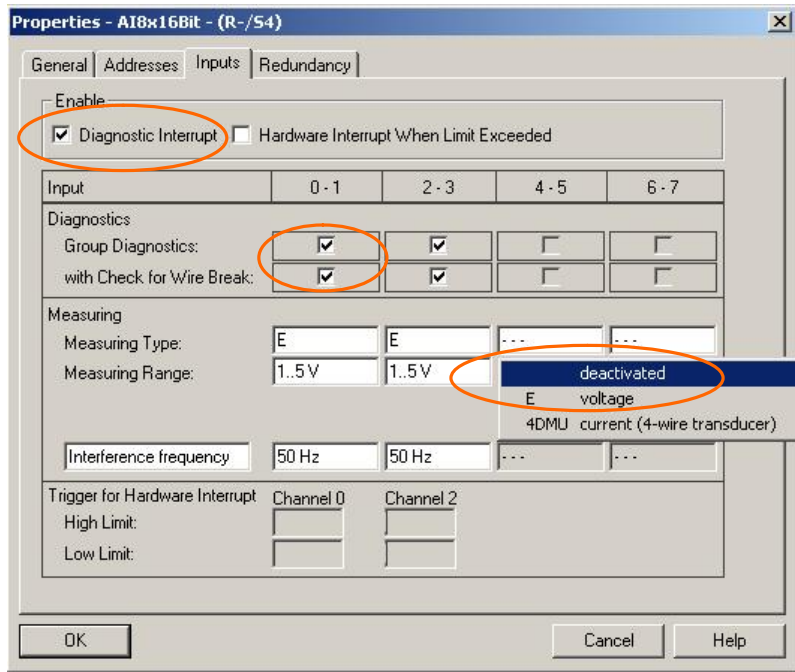 Properties - AI8x16Bit - (R-/S4)
General Addresses Inputs Redundancy
Enable
Diagnostic Interrupt Hardware Interrupt When Limit Exceeded
Input 0 - 1 2 - 3 4 - 5 6 - 7
Diagnostics
Group Diagnostics:
with Check for Wire Break:
Measuring
Measuring Type: E E - - - - - -
Measuring Range: 1..5 V 1..5 V deactivated
E voltage
4DMU current (4-wire transducer)
Interference frequency 50 Hz 50 Hz - - - - - -
Trigger for Hardware Interrupt Channel 0 Channel 2
High Limit:
Low Limit:
OK Cancel Help